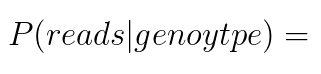 P(reads|genoytpe) =